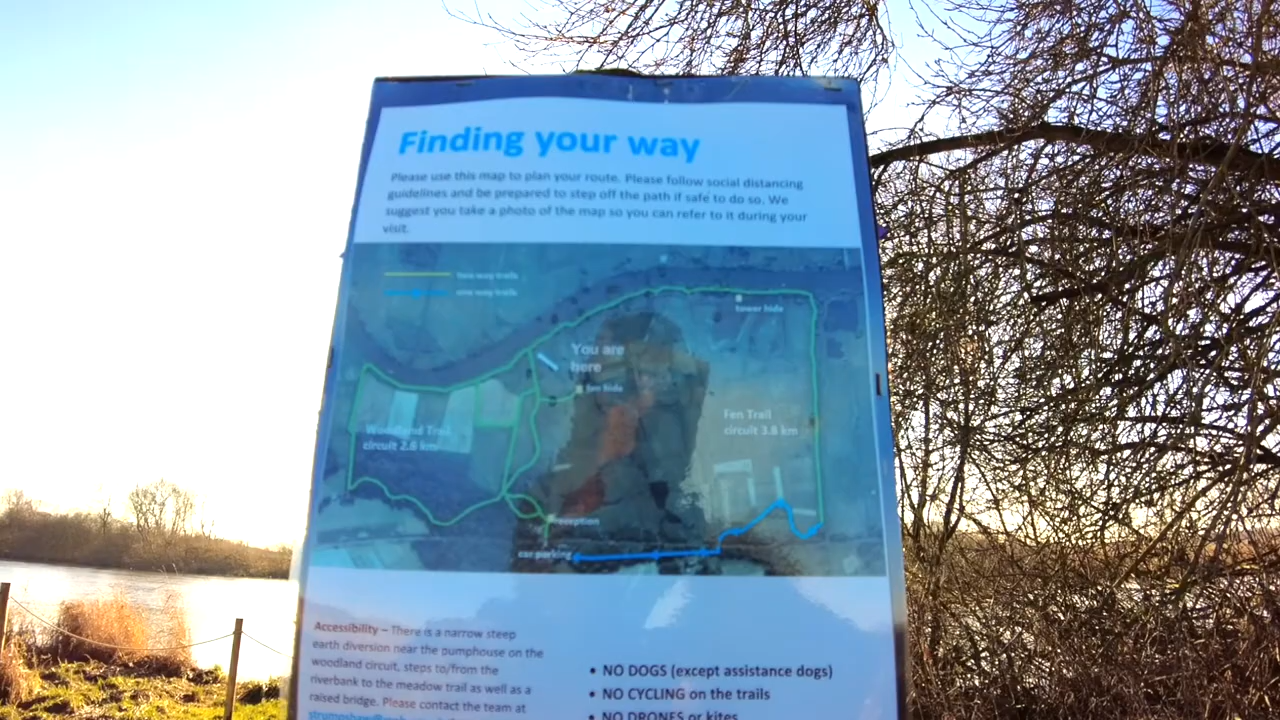 Finding your way
Please use this map to plan your route. Please follow social distancing
guidelines and be prepared to step off the path if safe to do so. We
suggest you take a photo of the map so you can refer to it during your
visit.
two way trails
one way trails
tower hide
You are
here
fen hide
Fen Trail
circuit 3.8 km
Woodland Trail
circuit 2.6 km
reception
car parking
Accessibility – There is a narrow steep
earth diversion near the pumphouse on the
woodland circuit, steps to/from the
riverbank to the meadow trail as well as a
raised bridge. Please contact the team at
• NO DOGS (except assistance dogs)
• NO CYCLING on the trails
• NO DRONES or kites